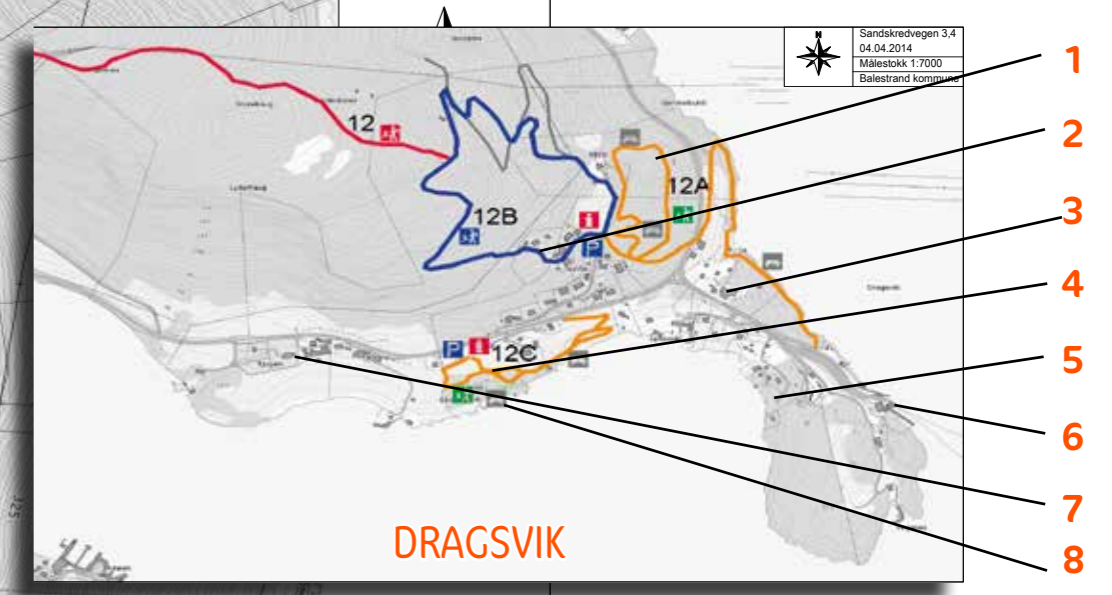 Sandskredvegen 3,4
04.04.2014
Målestokk 1:7000
Balestrand kommune
N
1
2
3
4
5
6
7
8
12
12A
12B
12C
P
P
DRAGSVIK